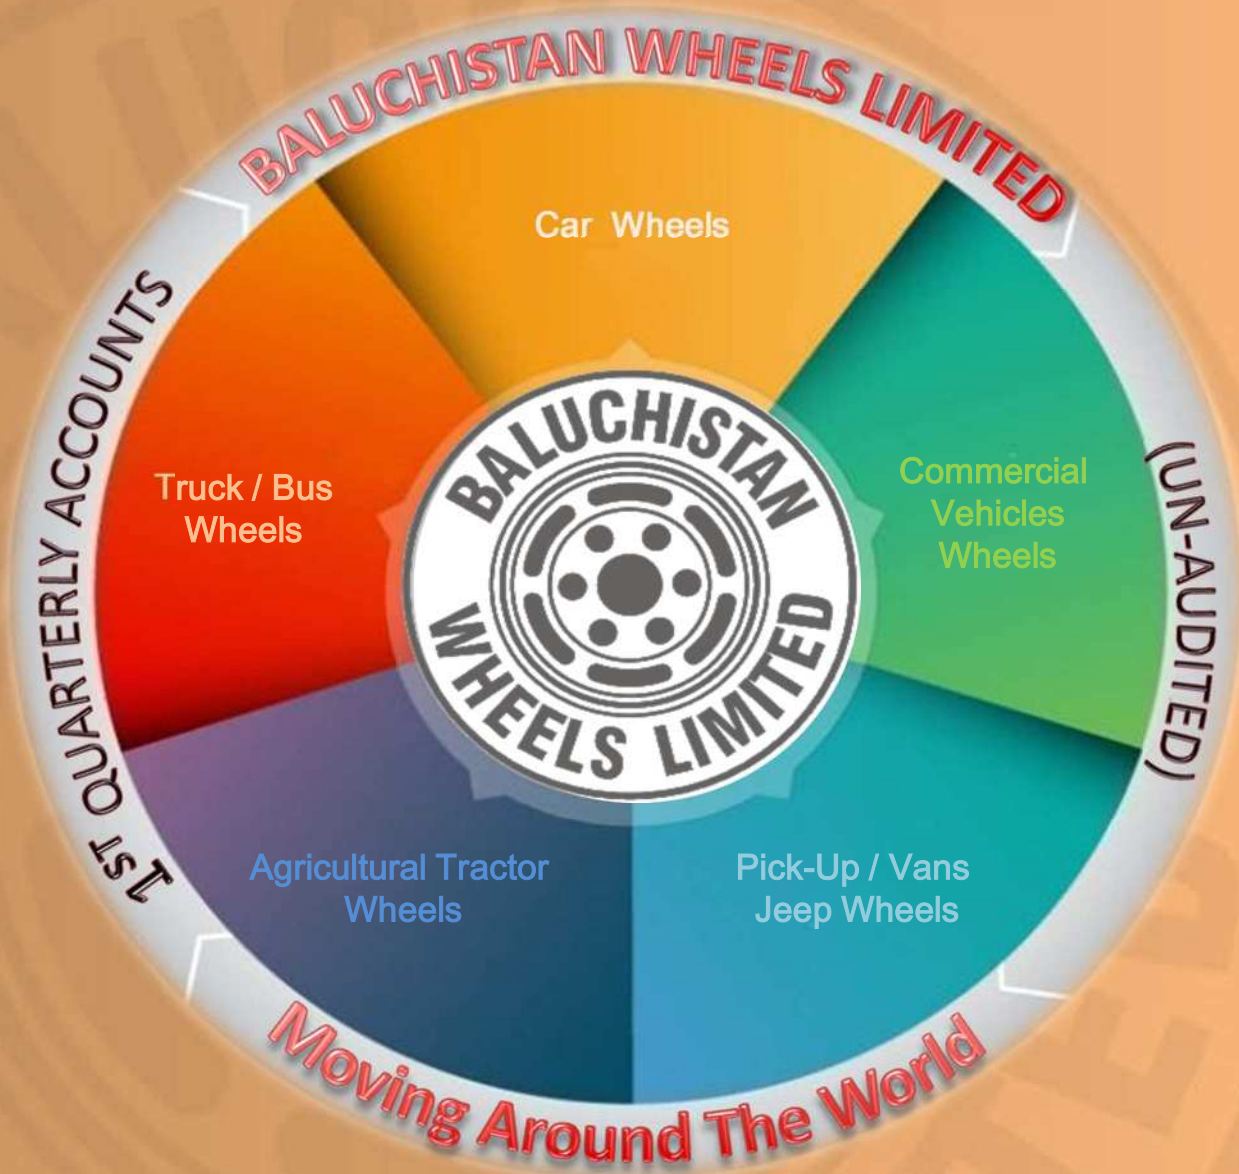 BALUCHISTAN WHEELS LIMITED
Car Wheels
Truck / Bus
Wheels
Commercial
Vehicles
Wheels
BALUCHISTAN
WHEELS LIMITED
Agricultural Tractor
Wheels
Pick-Up / Vans
Jeep Wheels
1ST QUARTERLY ACCOUNTS
(UN-AUDITED)
Moving Around The World